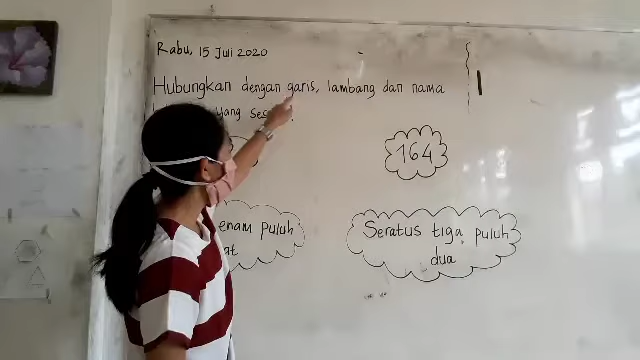 Rabu, 15 Juli 2020
Hubungkan dengan garis, lambang dan nama
yang
164
enam puluh
Seratus tiga puluh
dua